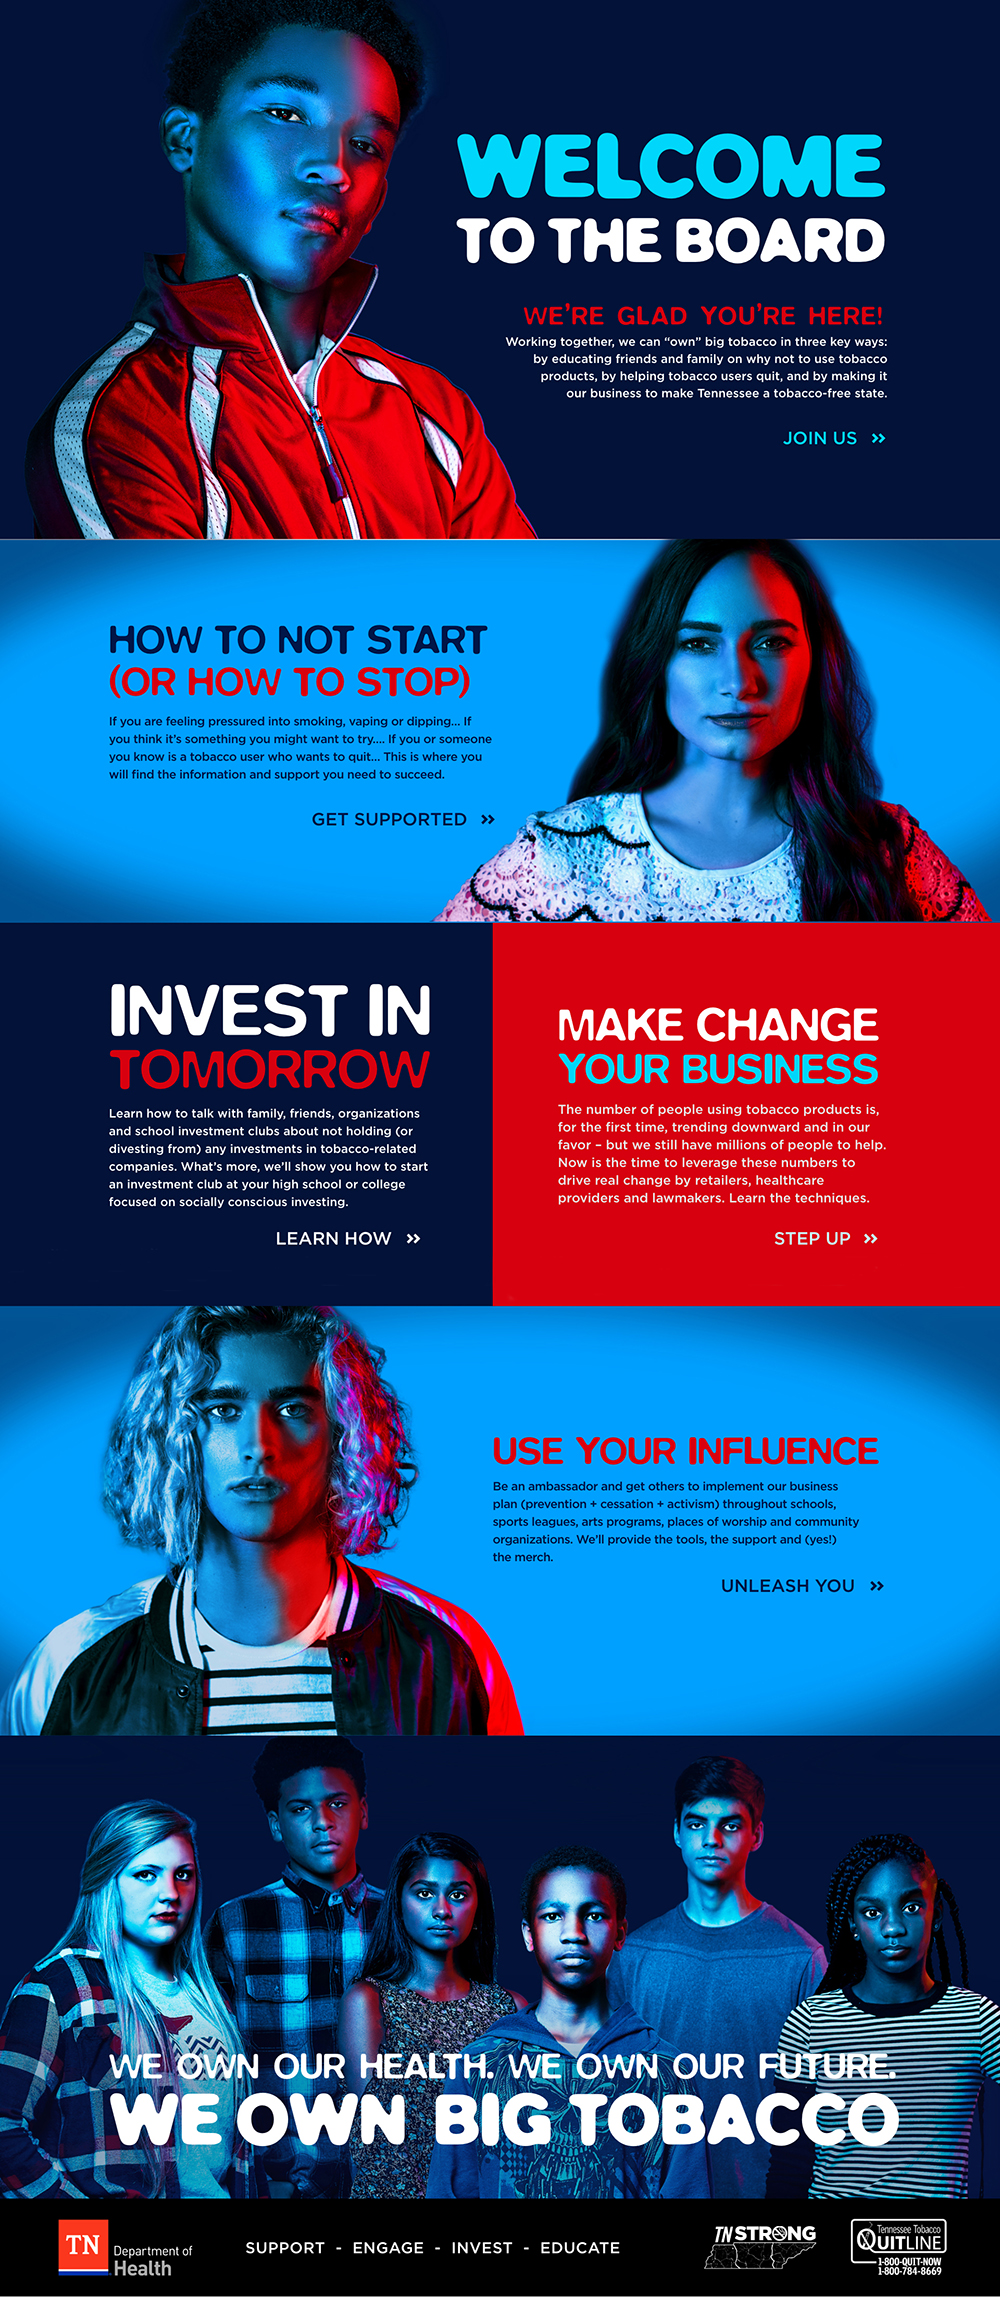 WELCOME
TO THE BOARD
WE'RE GLAD YOU'RE HERE!
Working together, we can “own” big tobacco in three key ways:
by educating friends and family on why not to use tobacco
products, by helping tobacco users quit, and by making it
our business to make Tennessee a tobacco-free state.
JOIN US »
HOW TO NOT START
(OR HOW TO STOP)
If you are feeling pressured into smoking, vaping or dipping... If
you think it's something you might want to try.... If you or someone
you know is a tobacco user who wants to quit... This is where you
will find the information and support you need to succeed.
GET SUPPORTED »
INVEST IN
TOMORROW
Learn how to talk with family, friends, organizations
and school investment clubs about not holding (or
divesting from) any investments in tobacco-related
companies. What's more, we'll show you how to start
an investment club at your high school or college
focused on socially conscious investing.
LEARN HOW »
MAKE CHANGE
YOUR BUSINESS
The number of people using tobacco products is,
for the first time, trending downward and in our
favor – but we still have millions of people to help.
Now is the time to leverage these numbers to
drive real change by retailers, healthcare
providers and lawmakers. Learn the techniques.
STEP UP »
USE YOUR INFLUENCE
Be an ambassador and get others to implement our business
plan (prevention + cessation + activism) throughout schools,
sports leagues, arts programs, places of worship and community
organizations. We'll provide the tools, the support and (yes!)
the merch.
UNLEASH YOU »
WE OWN OUR HEALTH. WE OWN OUR FUTURE.
WE OWN BIG TOBACCO
TN
Department of
Health
SUPPORT - ENGAGE - INVEST - EDUCATE
TN STRONG
Tennessee Tobacco
QUITLINE
1-800-QUIT-NOW
1-800-784-8669